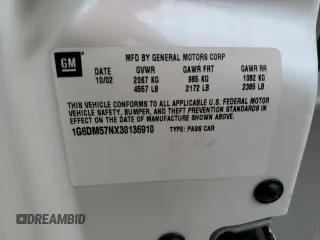 GM
MFD BY GENERAL MOTORS CORP
DATE GVWR GAWR FRT GAWR RR
10/02 2067 KG 985 KG 1082 KG
4557 LB 2172 LB 2385 LB
THIS VEHICLE CONFORMS TO ALL APPLICABLE U.S. FEDERAL MOTOR
VEHICLE SAFETY, BUMPER, AND THEFT PREVENTION STANDARDS IN
EFFECT ON THE DATE OF MANUFACTURE SHOWN ABOVE.
1G6DM57NX30136910 TYPE: PASS CAR
DREAMBID